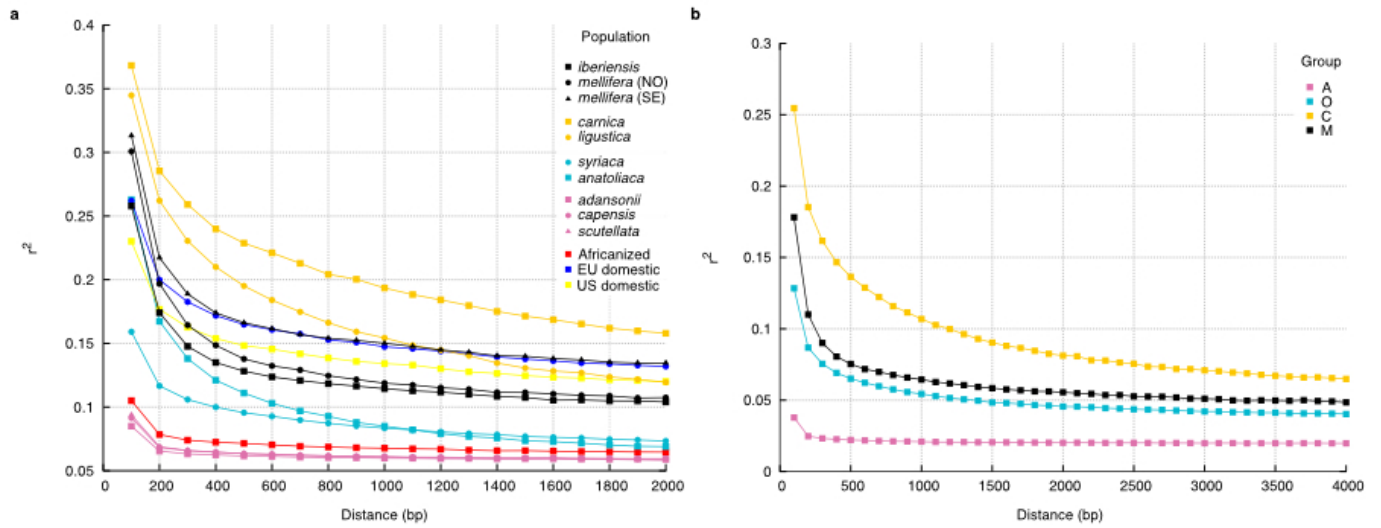 a
0.4
0.35
0.3
0.25
0.2
0.15
0.1
0.05
r2
0 200 400 600 800 1000 1200 1400 1600 1800 2000
Distance (bp)
Population
iberiensis
mellifera (NO)
mellifera (SE)
carnica
ligustica
syriaca
anatoliaca
adansonii
capensis
scutellata
Africanized
EU domestic
US domestic
b
0.3
0.25
0.2
0.15
0.1
0.05
0
r2
0 500 1000 1500 2000 2500 3000 3500 4000
Distance (bp)
Group
A
O
C
M